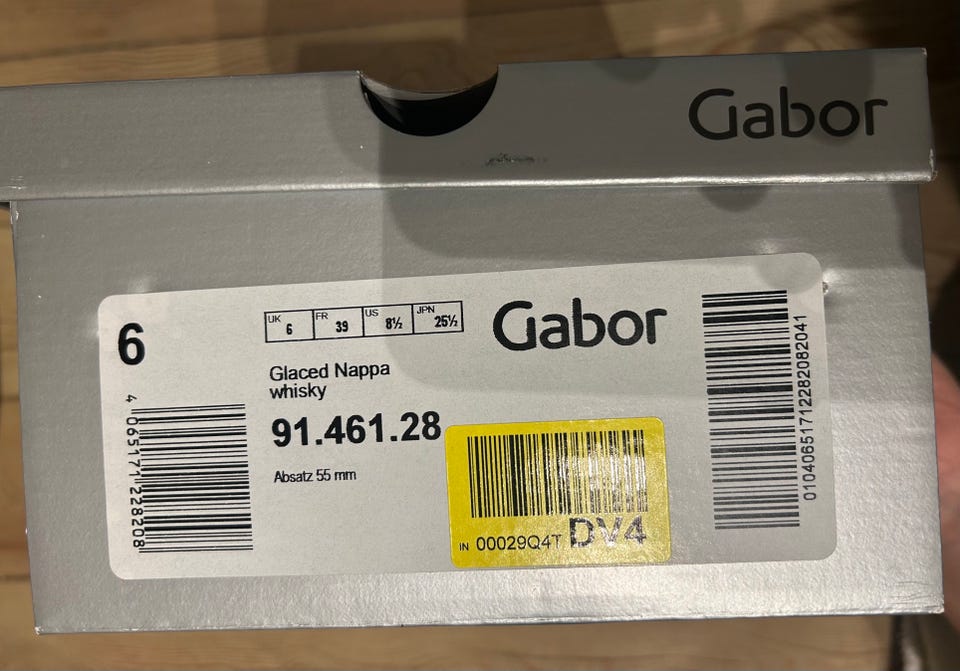 Gabor
6
UK 6 FR 39 US 8½ JPN 25½
Gabor
Glaced Nappa
whisky
91.461.28
Absatz 55 mm
4 065171 228208
IN 00029Q4T DV4
01040651712282082041